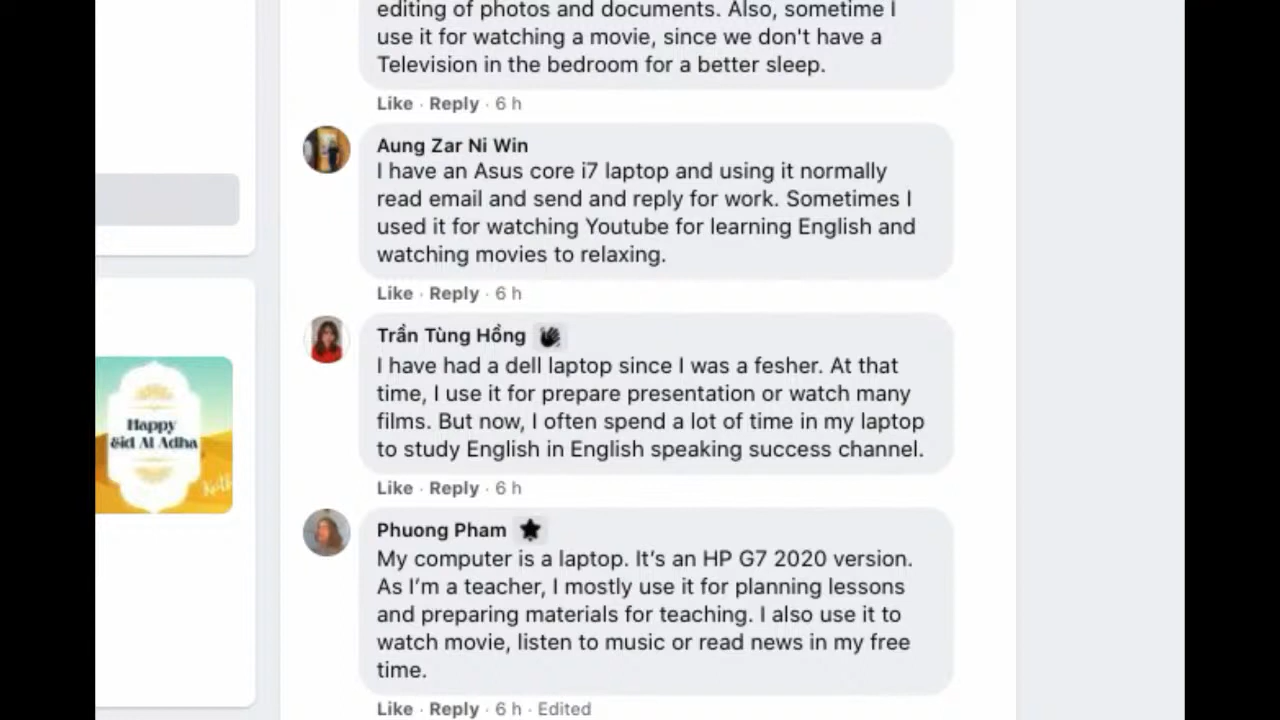 editing of photos and documents. Also, sometime I
use it for watching a movie, since we don't have a
Television in the bedroom for a better sleep.
Like · Reply · 6 h
Aung Zar Ni Win
I have an Asus core i7 laptop and using it normally
read email and send and reply for work. Sometimes I
used it for watching Youtube for learning English and
watching movies to relaxing.
Like · Reply · 6 h
Trần Tùng Hồng
I have had a dell laptop since I was a fesher. At that
time, I use it for prepare presentation or watch many
films. But now, I often spend a lot of time in my laptop
to study English in English speaking success channel.
Like · Reply · 6 h
Happy
Eid Al Adha
Phuong Pham
My computer is a laptop. It's an HP G7 2020 version.
As I'm a teacher, I mostly use it for planning lessons
and preparing materials for teaching. I also use it to
watch movie, listen to music or read news in my free
time.
Like · Reply · 6 h · Edited